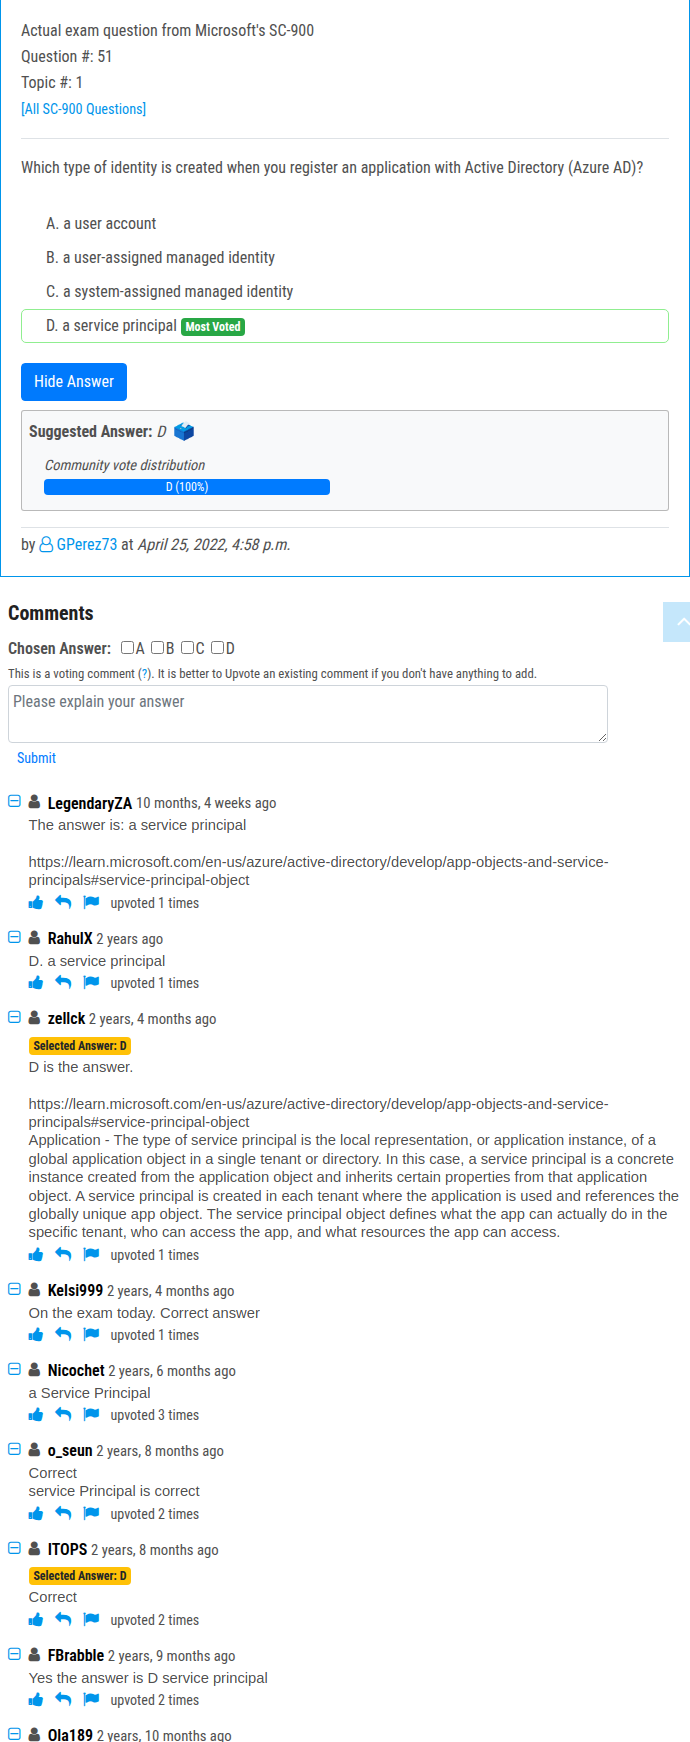 Actual exam question from Microsoft's SC-900
Question #: 51
Topic #: 1
[All SC-900 Questions]
Which type of identity is created when you register an application with Active Directory (Azure AD)?
A. a user account
B. a user-assigned managed identity
C. a system-assigned managed identity
D. a service principal Most Voted
Hide Answer
Suggested Answer: D
Community vote distribution
D (100%)
by GPerez73 at April 25, 2022, 4:58 p.m.
Comments
Chosen Answer: A B C D
This is a voting comment (?). It is better to Upvote an existing comment if you don't have anything to add.
Please explain your answer
Submit
LegendaryZA 10 months, 4 weeks ago
The answer is: a service principal
https://learn.microsoft.com/en-us/azure/active-directory/develop/app-objects-and-service-
principals#service-principal-object
upvoted 1 times
RahulX 2 years ago
D. a service principal
upvoted 1 times
zellck 2 years, 4 months ago
Selected Answer: D
D is the answer.
https://learn.microsoft.com/en-us/azure/active-directory/develop/app-objects-and-service-
principals#service-principal-object
Application - The type of service principal is the local representation, or application instance, of a
global application object in a single tenant or directory. In this case, a service principal is a concrete
instance created from the application object and inherits certain properties from that application
object. A service principal is created in each tenant where the application is used and references the
globally unique app object. The service principal object defines what the app can actually do in the
specific tenant, who can access the app, and what resources the app can access.
upvoted 1 times
Kelsi999 2 years, 4 months ago
On the exam today. Correct answer
upvoted 1 times
Nicochet 2 years, 6 months ago
a Service Principal
upvoted 3 times
o_seun 2 years, 8 months ago
Correct
service Principal is correct
upvoted 2 times
ITOPS 2 years, 8 months ago
Selected Answer: D
Correct
upvoted 2 times
FBrabble 2 years, 9 months ago
Yes the answer is D service principal
upvoted 2 times
Ola189 2 years, 10 months ago